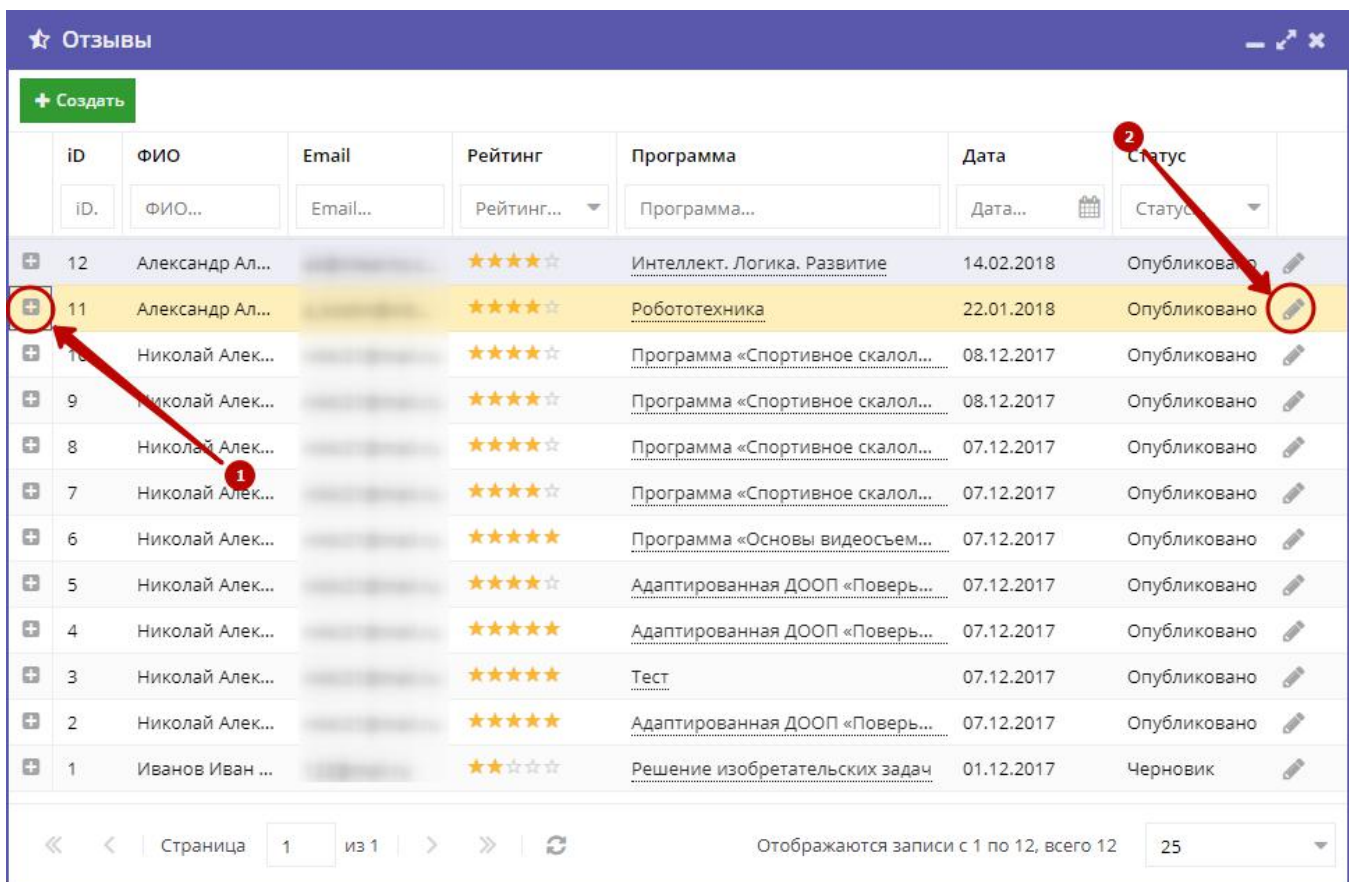 Отзывы
Создать
iD ФИО Email Рейтинг Программа Дата Статус
2
iD. ФИО... Email... Рейтинг... Программа... Дата...
12 Александр Ал... Интеллект. Логика. Развитие 14.02.2018 Опубликовано
11 Александр Ал... Робототехника 22.01.2018 Опубликовано
10 Николай Алек... Программа «Спортивное скалол... 08.12.2017 Опубликовано
9 Николай Алек... Программа «Спортивное скалол... 08.12.2017 Опубликовано
8 Николай Алек... Программа «Спортивное скалол... 07.12.2017 Опубликовано
1
7 Николай Алек... Программа «Спортивное скалол... 07.12.2017 Опубликовано
6 Николай Алек... Программа «Основы видеосъем... 07.12.2017 Опубликовано
5 Николай Алек... Адаптированная ДООП «Поверь... 07.12.2017 Опубликовано
4 Николай Алек... Адаптированная ДООП «Поверь... 07.12.2017 Опубликовано
3 Николай Алек... Тест 07.12.2017 Опубликовано
2 Николай Алек... Адаптированная ДООП «Поверь... 07.12.2017 Опубликовано
1 Иванов Иван ... Решение изобретательских задач 01.12.2017 Черновик
Страница 1 из 1 Отображаются записи с 1 по 12, всего 12 25